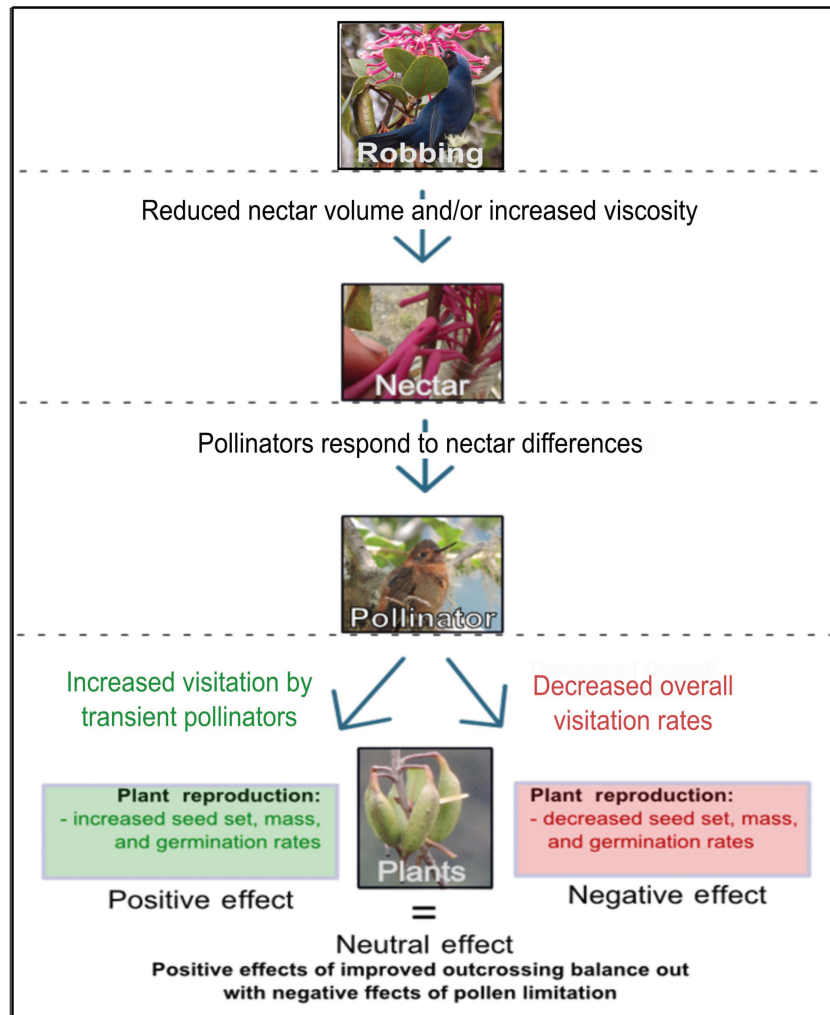 Robbing
Reduced nectar volume and/or increased viscosity
Nectar
Pollinators respond to nectar differences
Pollinator
Increased visitation by
transient pollinators
Decreased overall
visitation rates
Plant reproduction:
- increased seed set, mass,
and germination rates
Positive effect
Plants
Plant reproduction:
- decreased seed set, mass,
and germination rates
Negative effect
=
Neutral effect
Positive effects of improved outcrossing balance out
with negative ffects of pollen limitation